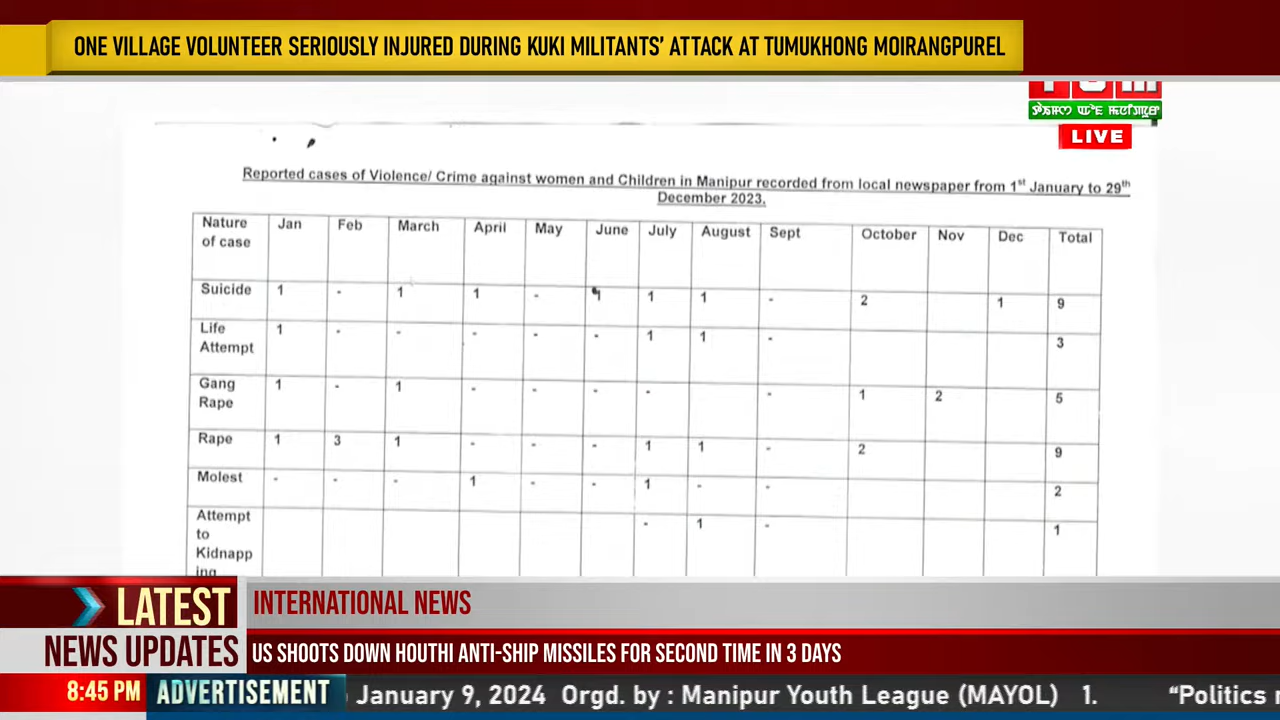 ONE VILLAGE VOLUNTEER SERIOUSLY INJURED DURING KUKI MILITANTS' ATTACK AT TUMUKHONG MOIRANGPUREL
LIVE
Reported cases of Violence/ Crime against women and Children in Manipur recorded from local newspaper from 1st January to 29th
December 2023.
Nature of case Jan Feb March April May June July August Sept October Nov Dec Total
Suicide 1 - 1 1 - 1 1 1 - 2 1 9
Life Attempt 1 - - - - - 1 1 - 3
Gang Rape 1 - 1 - - - - - 1 2 5
Rape 1 3 1 - - - 1 1 - 2 9
Molest - - - 1 - - 1 - - 2
Attempt to Kidnapp ing - 1 - 1
LATEST
NEWS UPDATES
INTERNATIONAL NEWS
US SHOOTS DOWN HOUTHI ANTI-SHIP MISSILES FOR SECOND TIME IN 3 DAYS
8:45 PM ADVERTISEMENT January 9, 2024 Orgd. by : Manipur Youth League (MAYOL) 1. “Politics